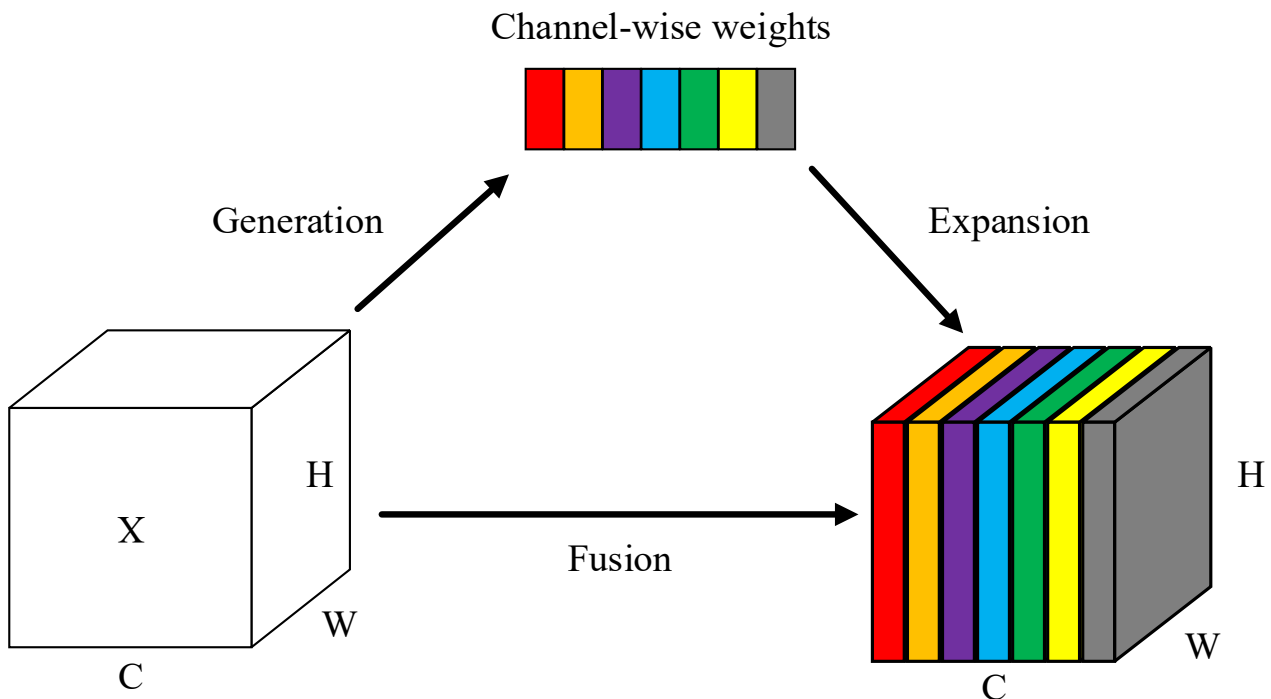 Channel-wise weights
Generation
Expansion
H
X
W
C
Fusion
H
W
C